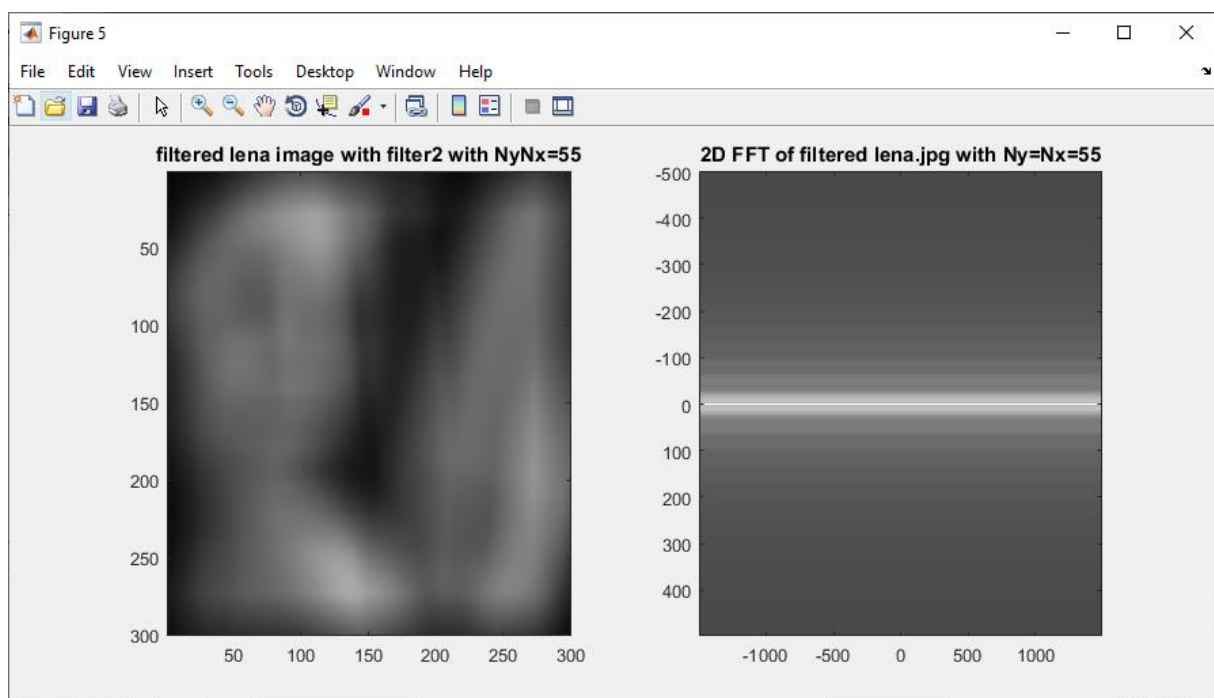 Figure 5
File Edit View Insert Tools Desktop Window Help
filtered lena image with filter2 with NyNx=55
50
100
150
200
250
300
50 100 150 200 250 300
2D FFT of filtered lena.jpg with Ny=Nx=55
-500
-400
-300
-200
-100
0
100
200
300
400
-1000 -500 0 500 1000